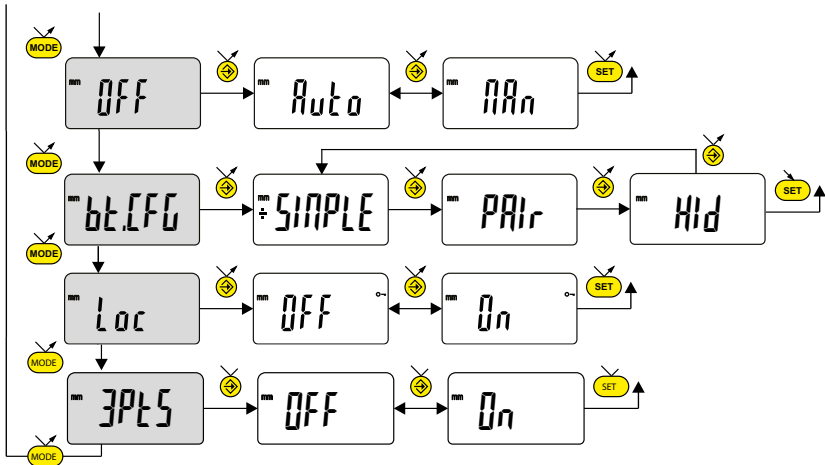 MODE
mm OFF
mm Auto
mm MAn
SET
MODE
mm bt.CFG
mm ÷ SIMPLE
mm PAIr
mm HId
SET
MODE
mm Loc
mm OFF
mm On
SET
MODE
mm 3PtS
mm OFF
mm On
SET
MODE